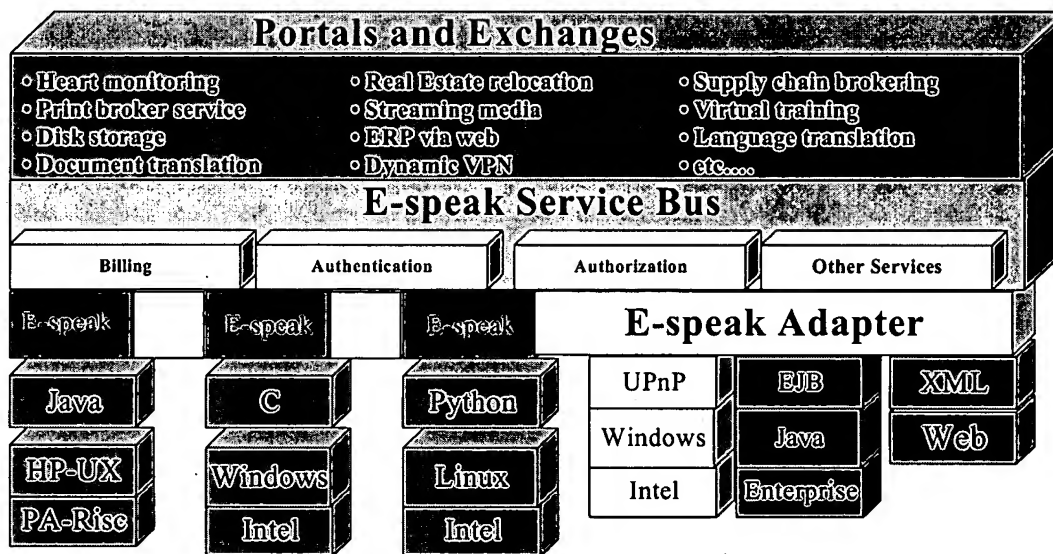 Portals and Exchanges
◦ Heart monitoring
◦ Print broker service
◦ Disk storage
◦ Document translation
◦ Real Estate relocation
◦ Streaming media
◦ ERP via web
◦ Dynamic VPN
◦ Supply chain brokering
◦ Virtual training
◦ Language translation
◦ etc....
E-speak Service Bus
Billing
Authentication
Authorization
Other Services
E-speak
E-speak
E-speak
E-speak Adapter
Java
HP-UX
PA-Risc
C
Windows
Intel
Python
Linux
Intel
UPnP
Windows
Intel
EJB
Java
Enterprise
XML
Web